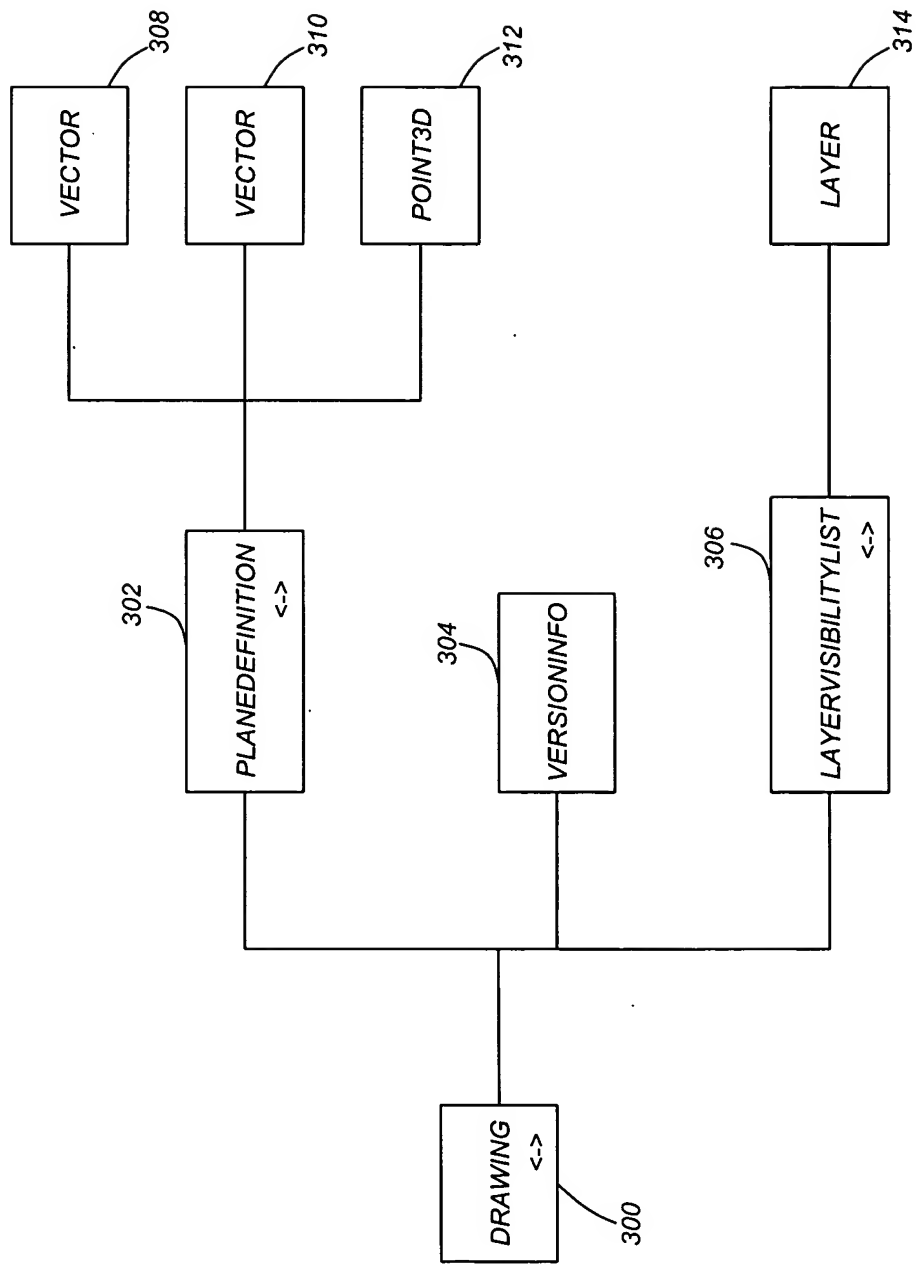 DRAWING
<->
300
PLANEDEFINITION
<->
302
VERSIONINFO
304
LAYERVISIBILITYLIST
<->
306
VECTOR
308
VECTOR
310
POINT3D
312
LAYER
314